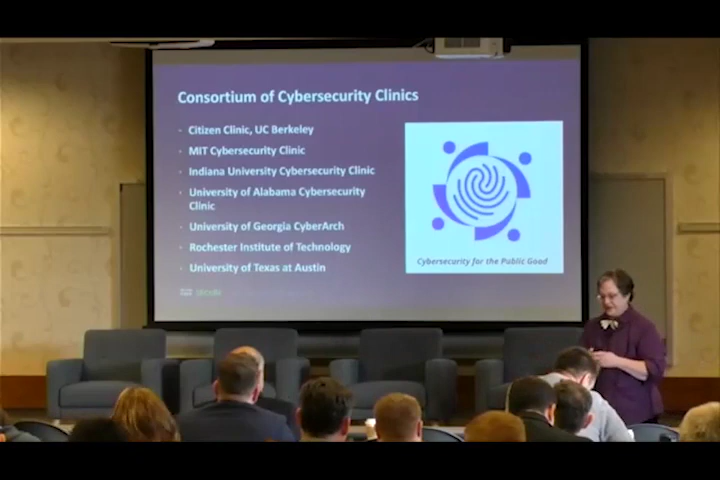 Consortium of Cybersecurity Clinics
Citizen Clinic, UC Berkeley
MIT Cybersecurity Clinic
Indiana University Cybersecurity Clinic
University of Alabama Cybersecurity
Clinic
University of Georgia CyberArch
Rochester Institute of Technology
University of Texas at Austin
Cybersecurity for the Public Good